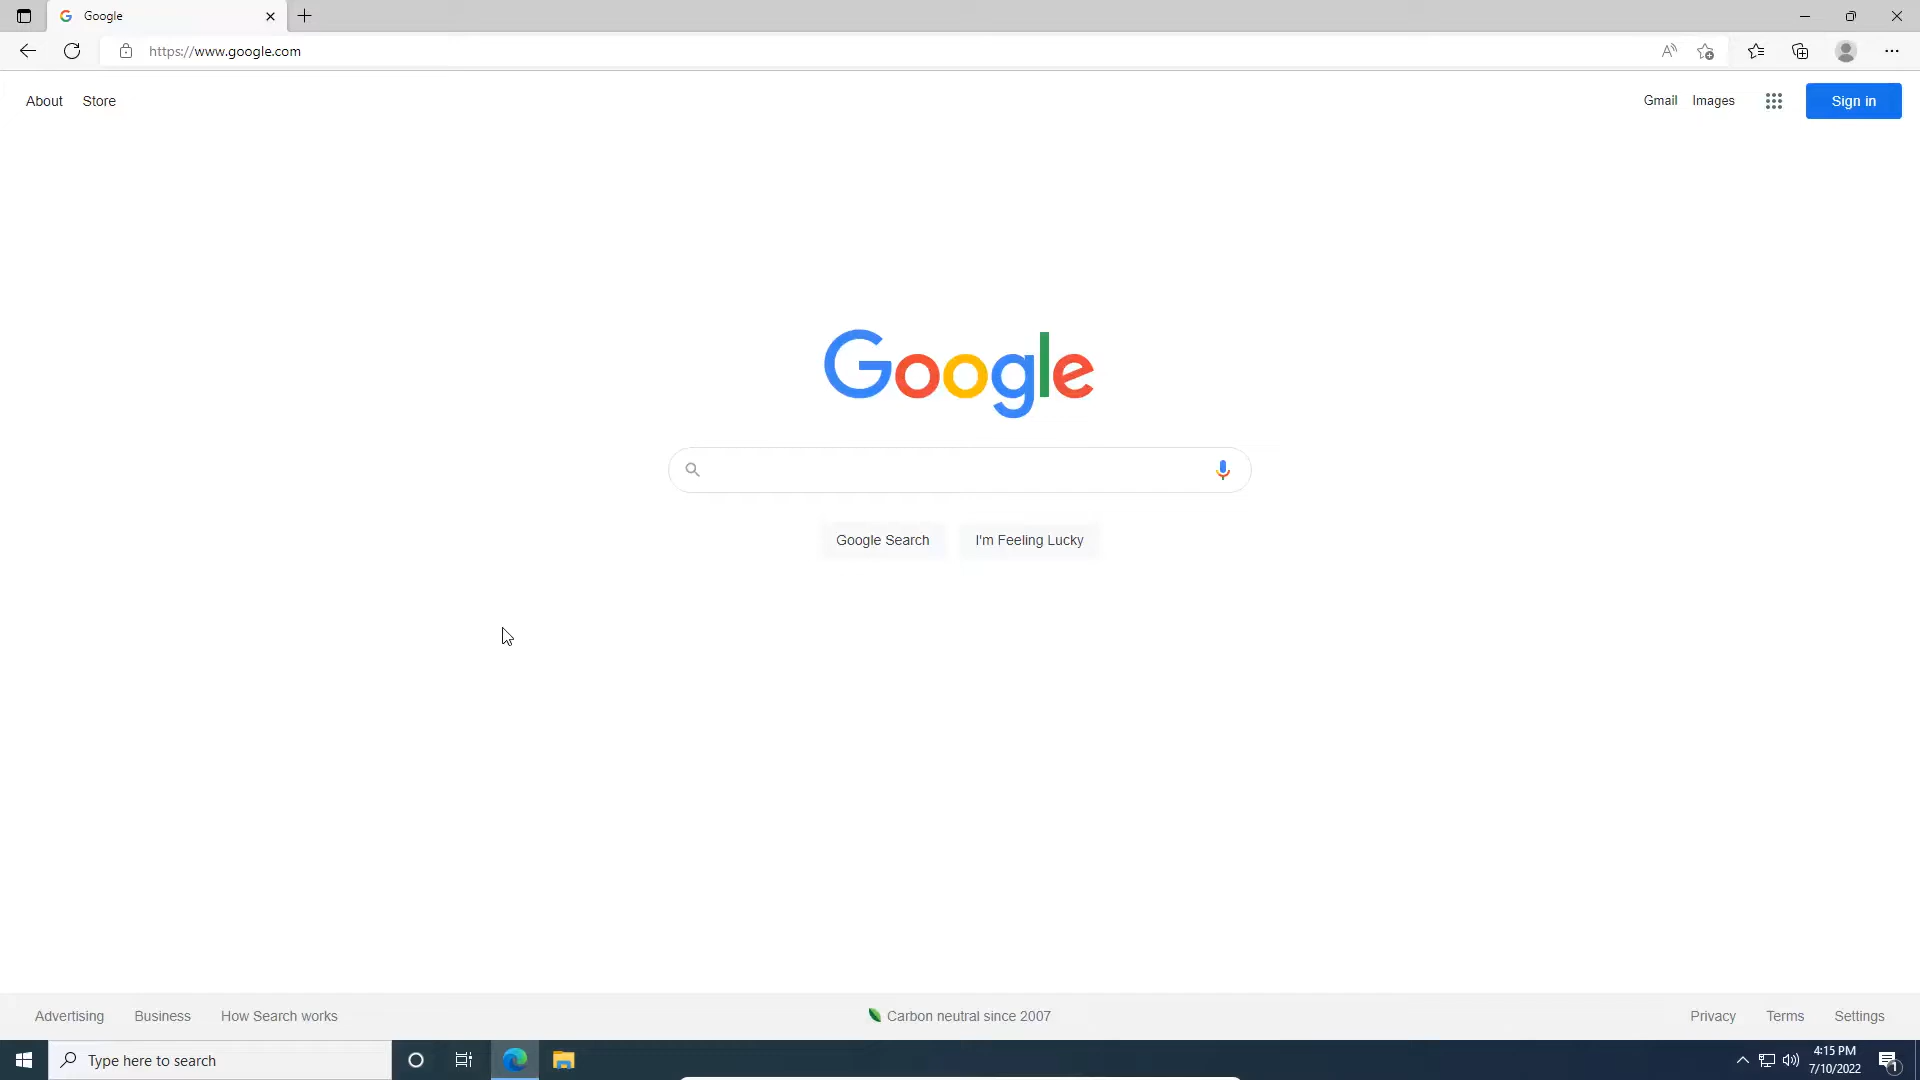 Google
https://www.google.com
About Store
Gmail Images Sign in
Google
Google Search I'm Feeling Lucky
Advertising Business How Search works
Carbon neutral since 2007
Privacy Terms Settings
Type here to search
4:15 PM
7/10/2022
1